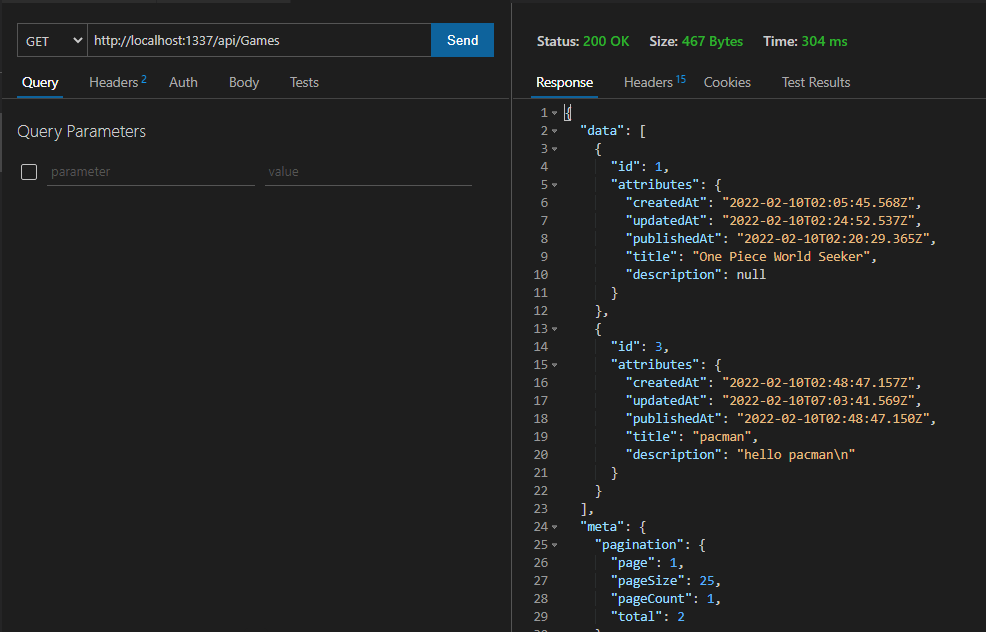 GET http://localhost:1337/api/Games Send
Query Headers 2 Auth Body Tests
Query Parameters
parameter value
Status: 200 OK Size: 467 Bytes Time: 304 ms
Response Headers 15 Cookies Test Results
1 {
2 "data": [
3 {
4 "id": 1,
5 "attributes": {
6 "createdAt": "2022-02-10T02:05:45.568Z",
7 "updatedAt": "2022-02-10T02:24:52.537Z",
8 "publishedAt": "2022-02-10T02:20:29.365Z",
9 "title": "One Piece World Seeker",
10 "description": null
11 }
12 },
13 {
14 "id": 3,
15 "attributes": {
16 "createdAt": "2022-02-10T02:48:47.157Z",
17 "updatedAt": "2022-02-10T07:03:41.569Z",
18 "publishedAt": "2022-02-10T02:48:47.150Z",
19 "title": "pacman",
20 "description": "hello pacman\n"
21 }
22 }
23 ],
24 "meta": {
25 "pagination": {
26 "page": 1,
27 "pageSize": 25,
28 "pageCount": 1,
29 "total": 2